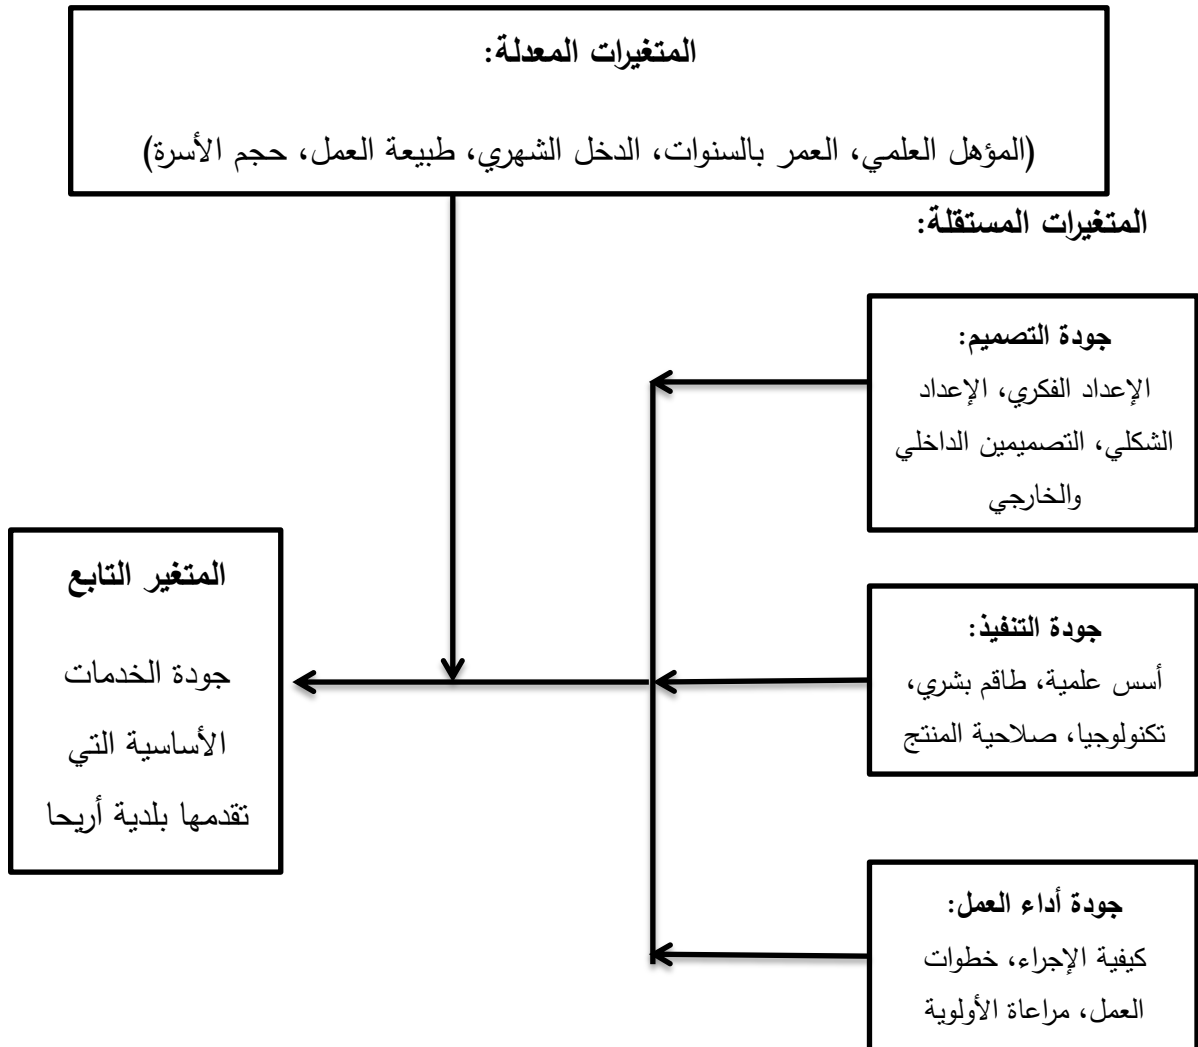 المتغيرات المعدلة:
(المؤهل العلمي، العمر بالسنوات، الدخل الشهري، طبيعة العمل، حجم الأسرة)
المتغيرات المستقلة:
جودة التصميم:
الإعداد الفكري، الإعداد
الشكلي، التصميمين الداخلي
والخارجي
جودة التنفيذ:
أسس علمية، طاقم بشري،
تكنولوجيا، صلاحية المنتج
جودة أداء العمل:
كيفية الإجراء، خطوات
العمل، مراعاة الأولوية
المتغير التابع
جودة الخدمات
الأساسية التي
تقدمها بلدية أريحا